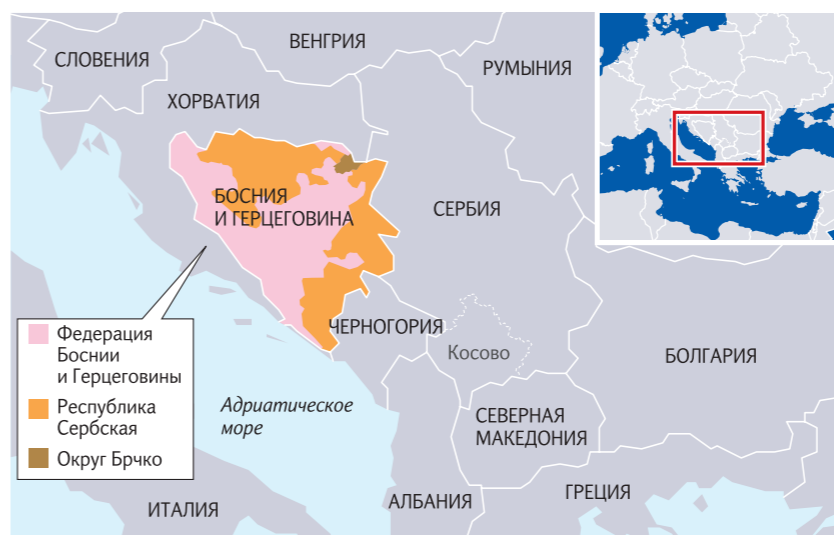 ВЕНГРИЯ
СЛОВЕНИЯ
РУМЫНИЯ
ХОРВАТИЯ
БОСНИЯ
И ГЕРЦЕГОВИНА
СЕРБИЯ
ЧЕРНОГОРИЯ
Косово
БОЛГАРИЯ
Федерация
Боснии
и Герцеговины
Республика
Сербская
Округ Брчко
Адриатическое
море
СЕВЕРНАЯ
МАКЕДОНИЯ
ИТАЛИЯ
АЛБАНИЯ
ГРЕЦИЯ